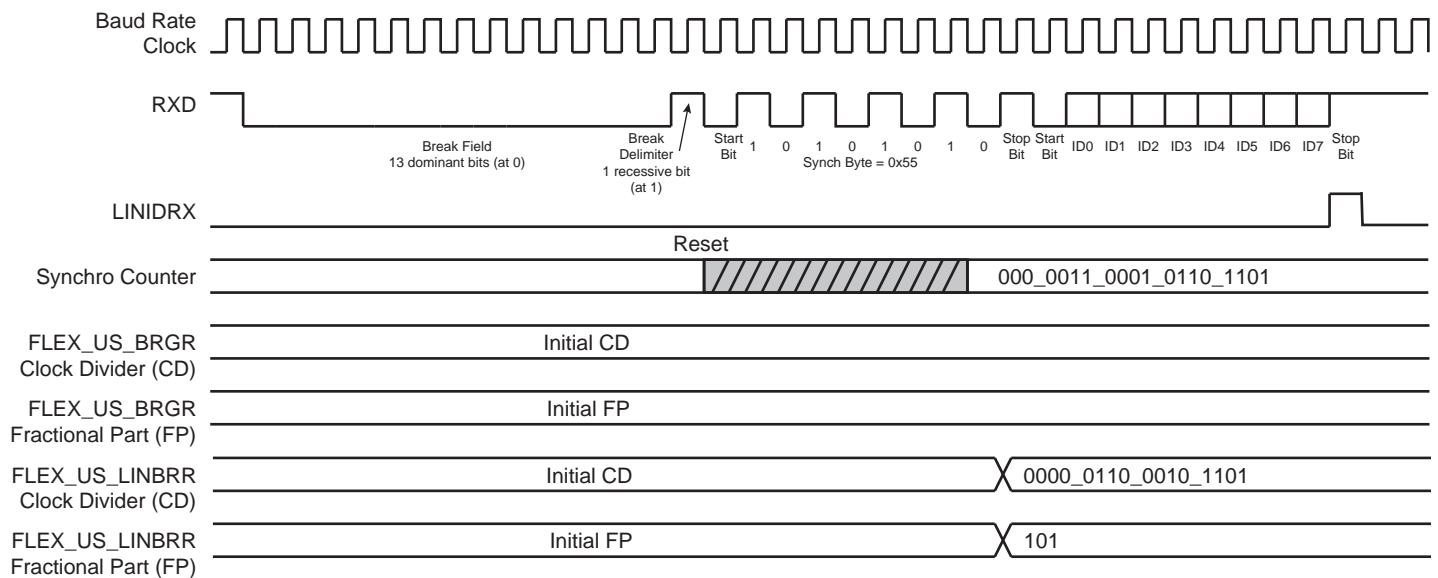 Baud Rate
Clock
RXD
Break Field
13 dominant bits (at 0)
Break
Delimiter
1 recessive bit
(at 1)
Start
Bit
1 0 1 0 1 0 1 0
Synch Byte = 0x55
Stop
Bit
Start
Bit
ID0 ID1 ID2 ID3 ID4 ID5 ID6 ID7
Stop
Bit
LINIDRX
Reset
Synchro Counter
000_0011_0001_0110_1101
FLEX_US_BRGR
Clock Divider (CD)
Initial CD
FLEX_US_BRGR
Fractional Part (FP)
Initial FP
FLEX_US_LINBRR
Clock Divider (CD)
Initial CD
0000_0110_0010_1101
FLEX_US_LINBRR
Fractional Part (FP)
Initial FP
101